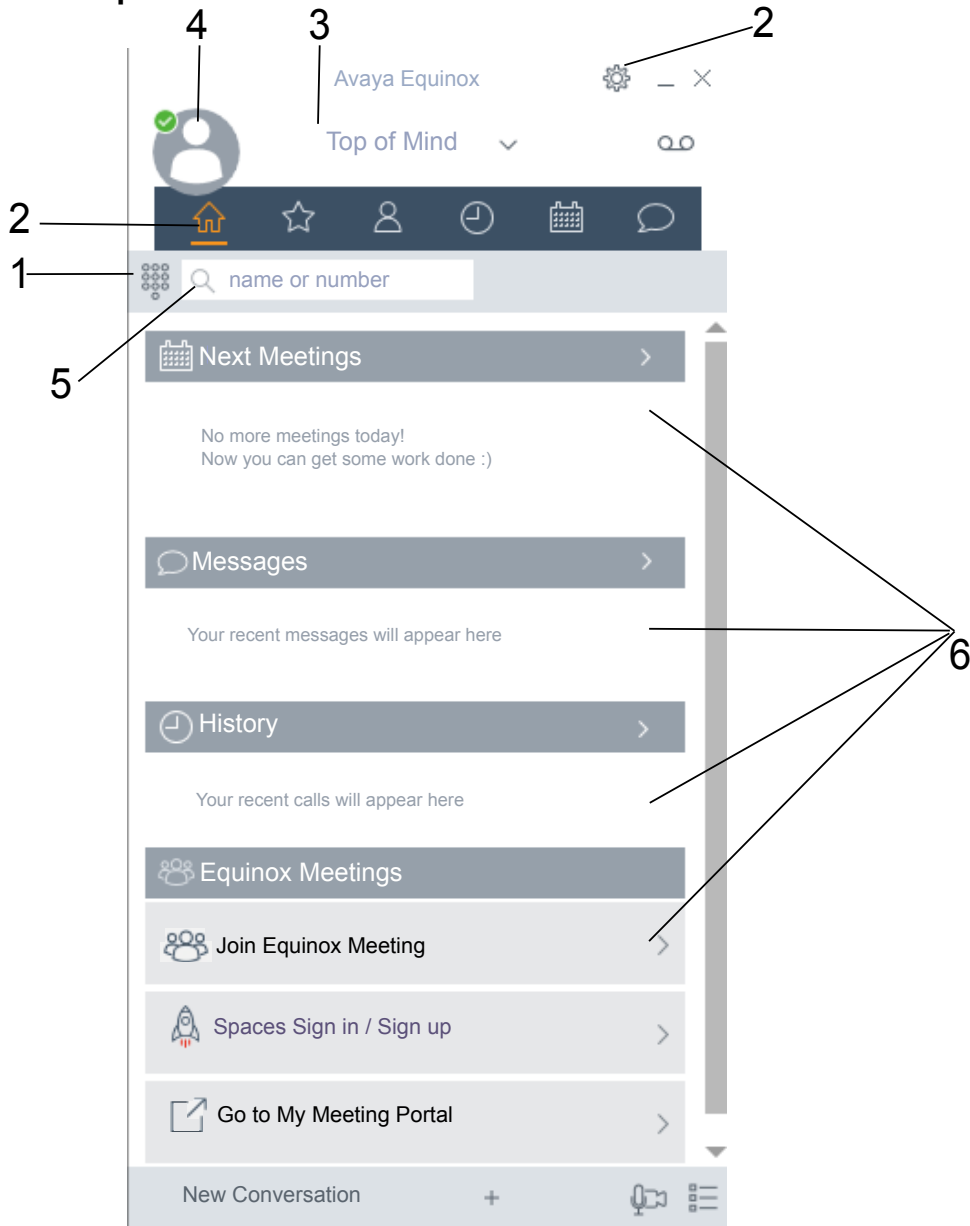 4
3
2
Avaya Equinox
Top of Mind
2
1
name or number
5
Next Meetings
No more meetings today!
Now you can get some work done :)
Messages
Your recent messages will appear here
6
History
Your recent calls will appear here
Equinox Meetings
Join Equinox Meeting
Spaces Sign in / Sign up
Go to My Meeting Portal
New Conversation +